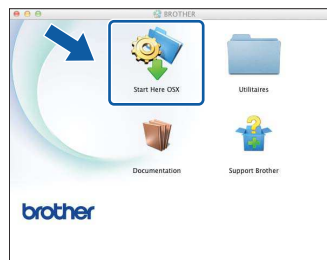 BROTHER
Start Here OSX
Utilitaires
Documentation
Support Brother
brother